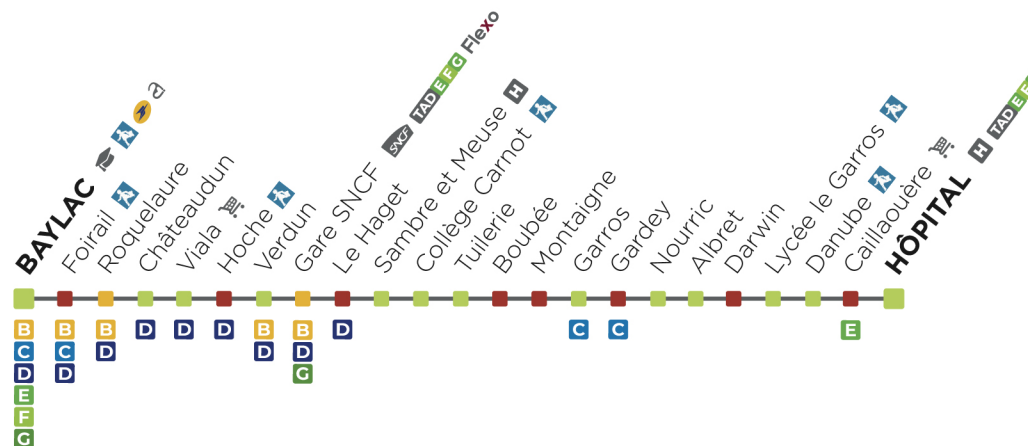 BAYLAC a
Foirail
Roquelaure
Châteaudun
Viala
Hoche
Verdun
Gare SNCF SNCF TAD E F G Flexo
Le Haget
Sambre et Meuse H
Collège Carnot
Tuilerie
Boubée
Montaigne
Garros
Gardey
Nourric
Albret
Darwin
Lycée le Garros
Danube
Caillaouère
HÔPITAL H TAD E F
B B B D D D B B D C C E
C C D D D
D D G
E
F
G